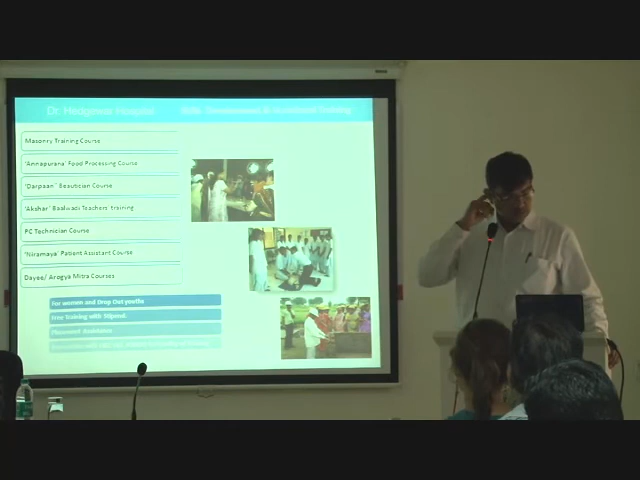 Dr. Hedgewar Hospital
Masonry Training Course
'Annapurana' Food Processing Course
'Darpaan' Beautician Course
'Akshar' Baalwadi Teachers' training
PC Technician Course
'Niramaya' Patient Assistant Course
Dayee/ Arogya Mitra Courses
For women and Drop Out youths
Free Training with Stipend
Placement Assistance